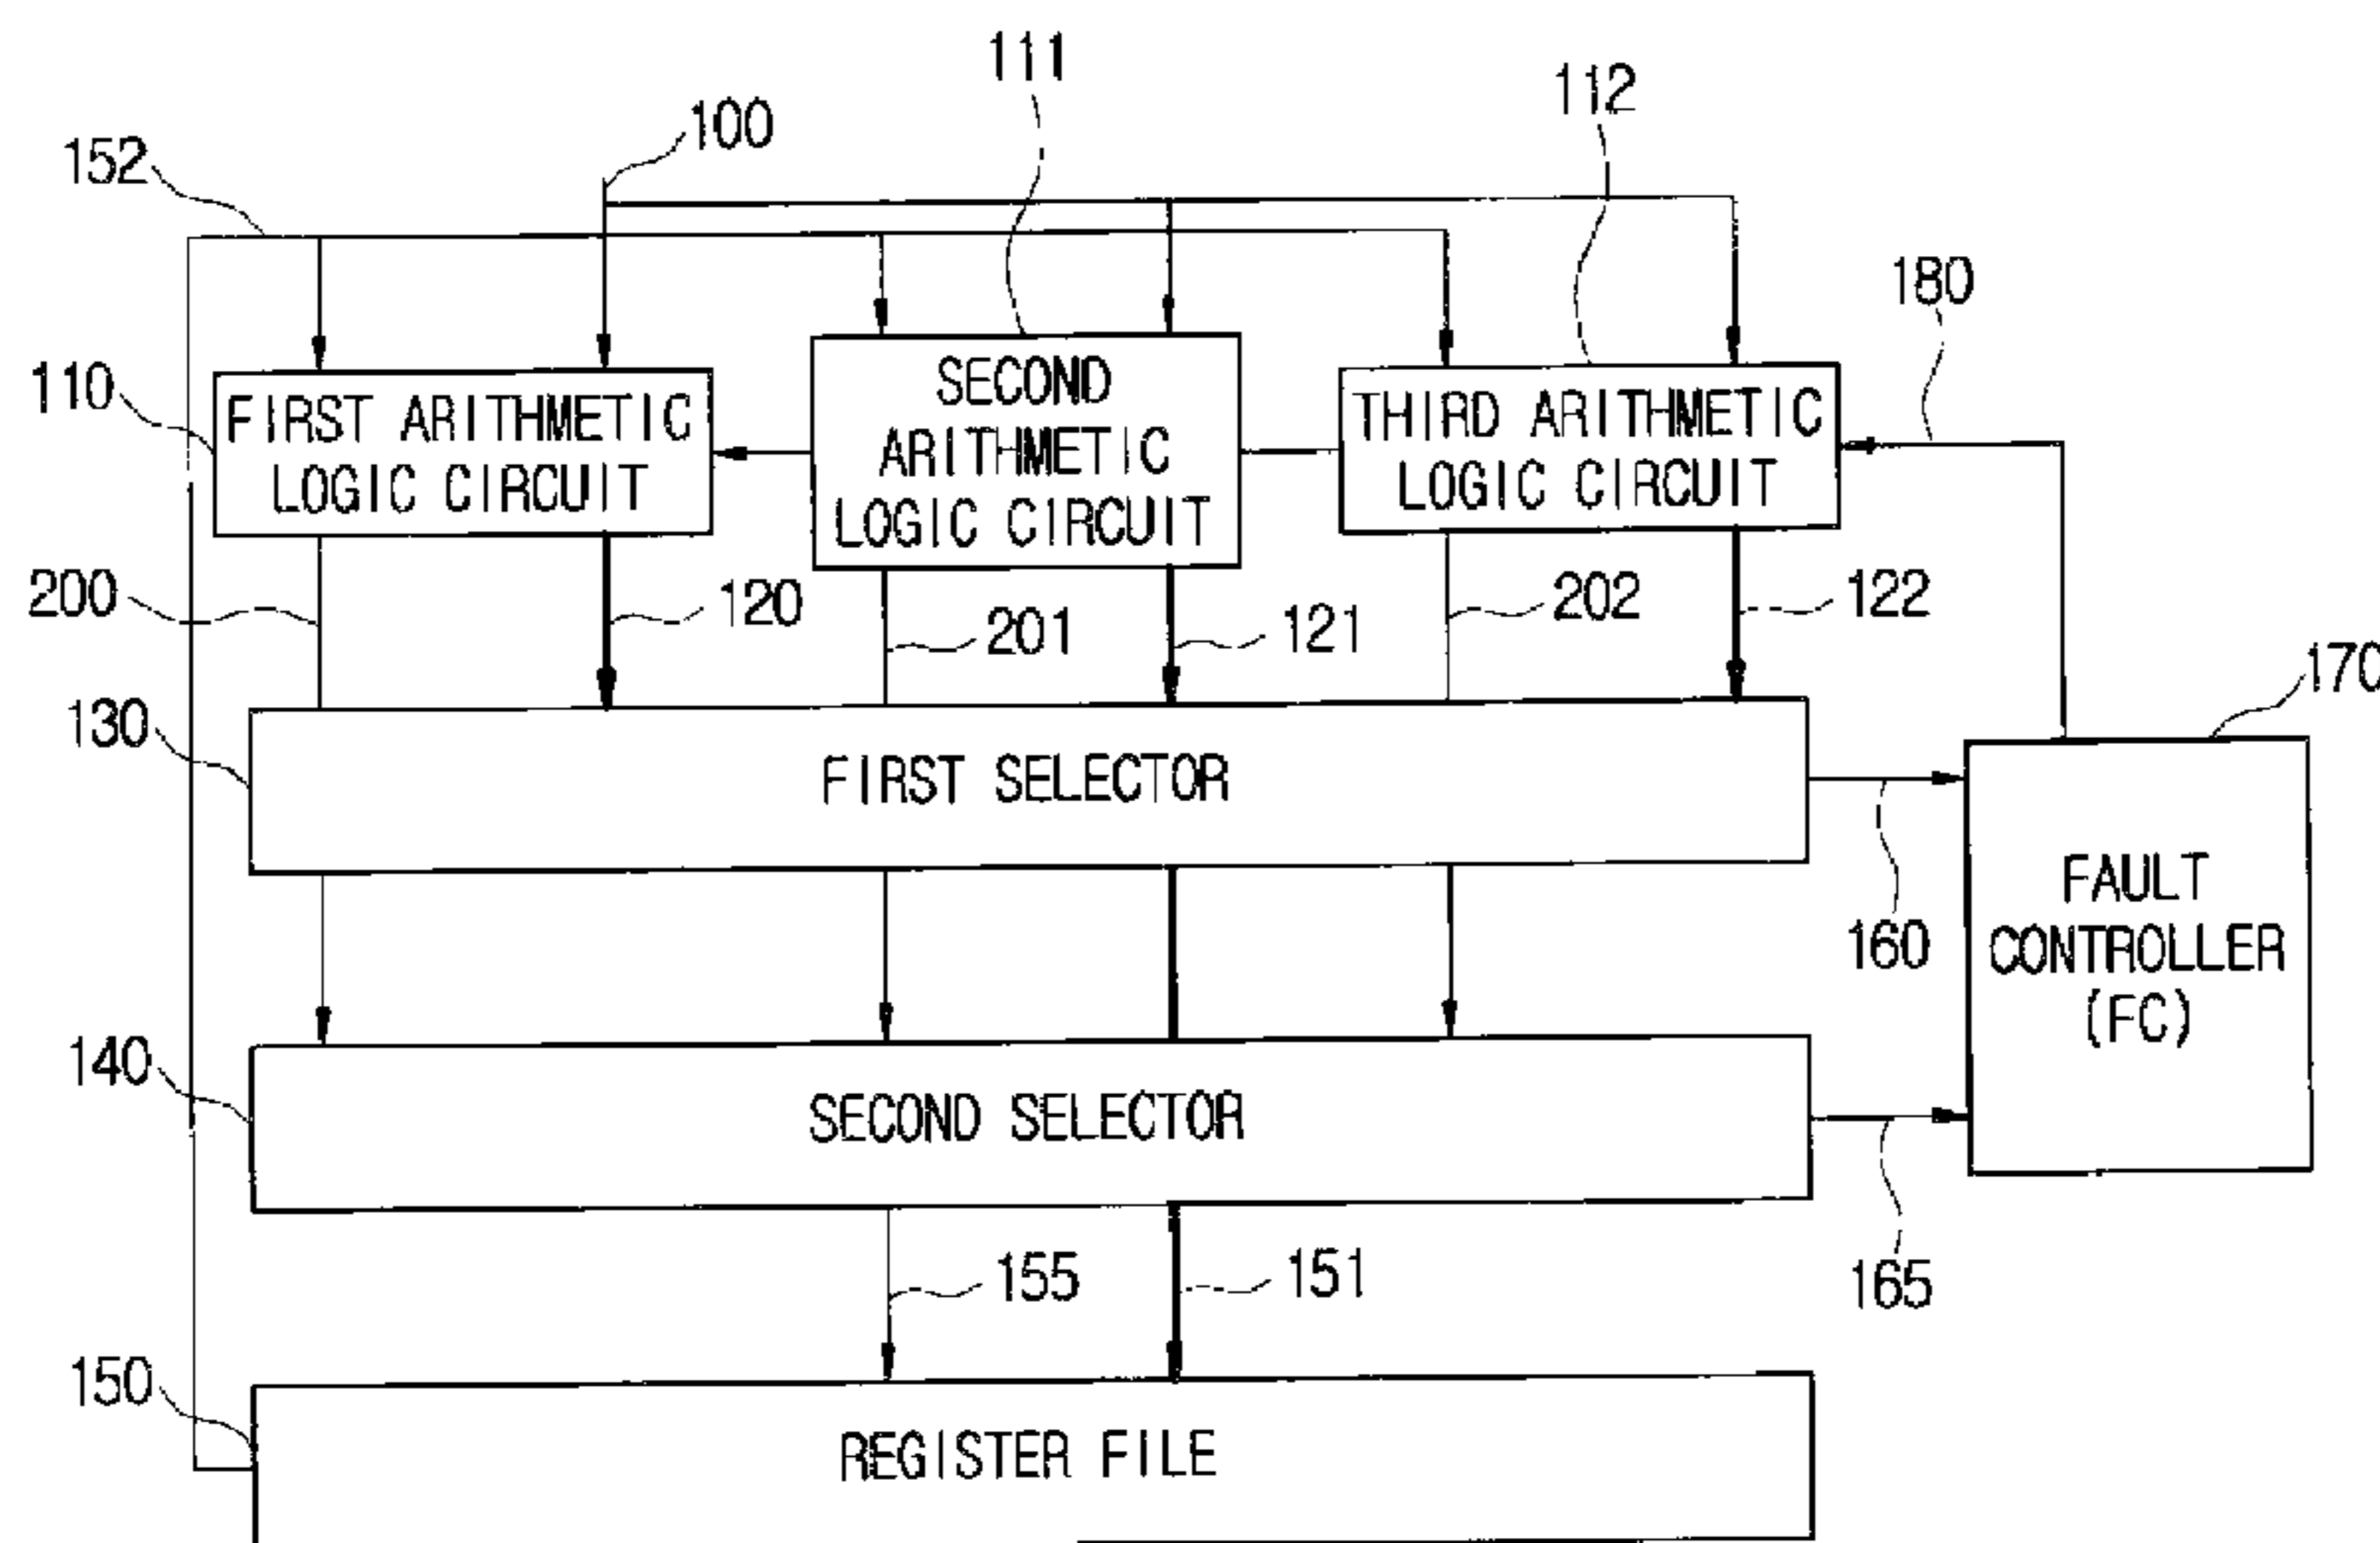 111
112
100
152
180
110
FIRST ARITHMETIC
LOGIC CIRCUIT
SECOND
ARITHMETIC
LOGIC CIRCUIT
THIRD ARITHMETIC
LOGIC CIRCUIT
200
120
201
121
202
122
170
130
FIRST SELECTOR
160
FAULT
CONTROLLER
(FC)
140
SECOND SELECTOR
165
155
151
150
REGISTER FILE